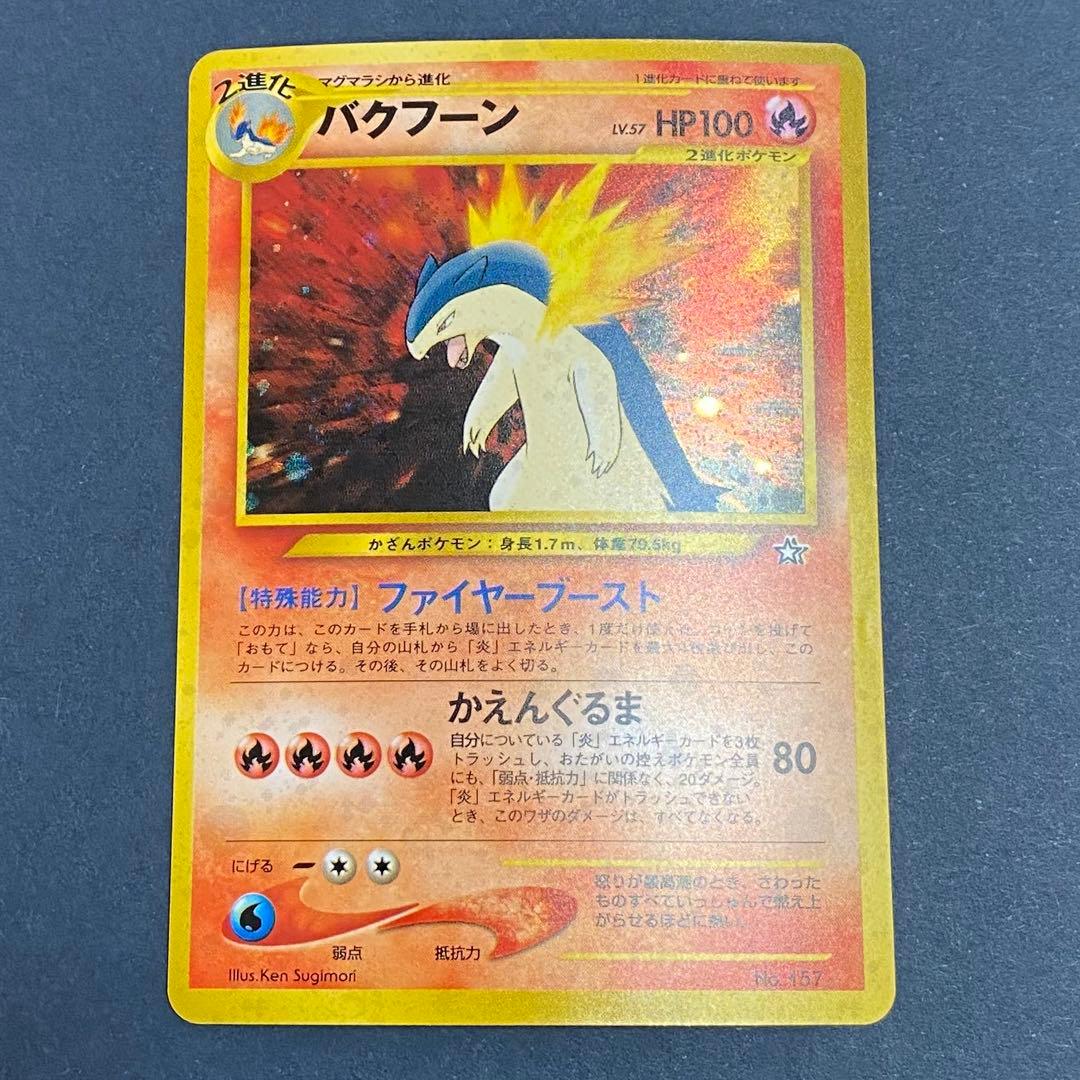 2進化
マグマラシから進化
1進化カードに重ねて使います
バクフーン
LV.57 HP100
2進化ポケモン
かざんポケモン：身長1.7m、体重79.5kg
【特殊能力】ファイヤーブースト
この力は、このカードを手札から場に出したとき、1度だけ使える。コインを投げて
「おもて」なら、自分の山札から「炎」エネルギーカードを最大4枚選び出し、この
カードにつける。その後、その山札をよく切る。
かえんぐるま
自分についている「炎」エネルギーカードを3枚
トラッシュし、おたがいの控えポケモン全員
にも、「弱点・抵抗力」に関係なく、20ダメージ。
「炎」エネルギーカードがトラッシュできない
とき、このワザのダメージは、すべてなくなる。
80
にげる
怒りが最高潮のとき、さわった
ものすべていっしゅんで燃え上
がらせるほどに熱い。
弱点
抵抗力
Illus.Ken Sugimori
No. 157